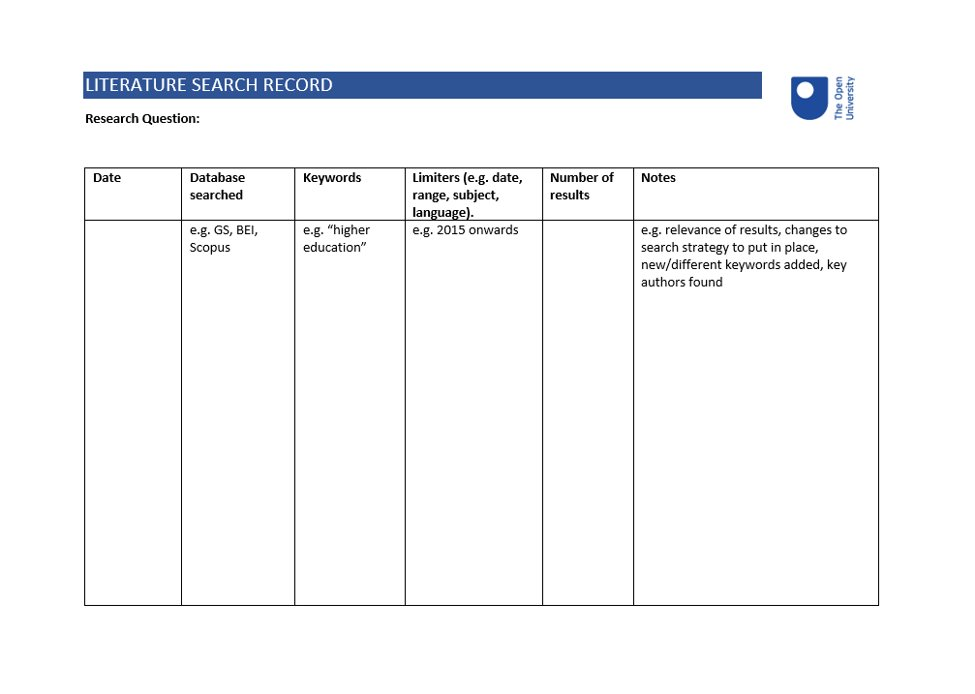 LITERATURE SEARCH RECORD
The Open
University
Research Question:
Date
Database
searched
Keywords
Limiters (e.g. date,
range, subject,
language).
Number of
results
Notes
e.g. GS, BEI,
Scopus
e.g. “higher
education”
e.g. 2015 onwards
e.g. relevance of results, changes to
search strategy to put in place,
new/different keywords added, key
authors found